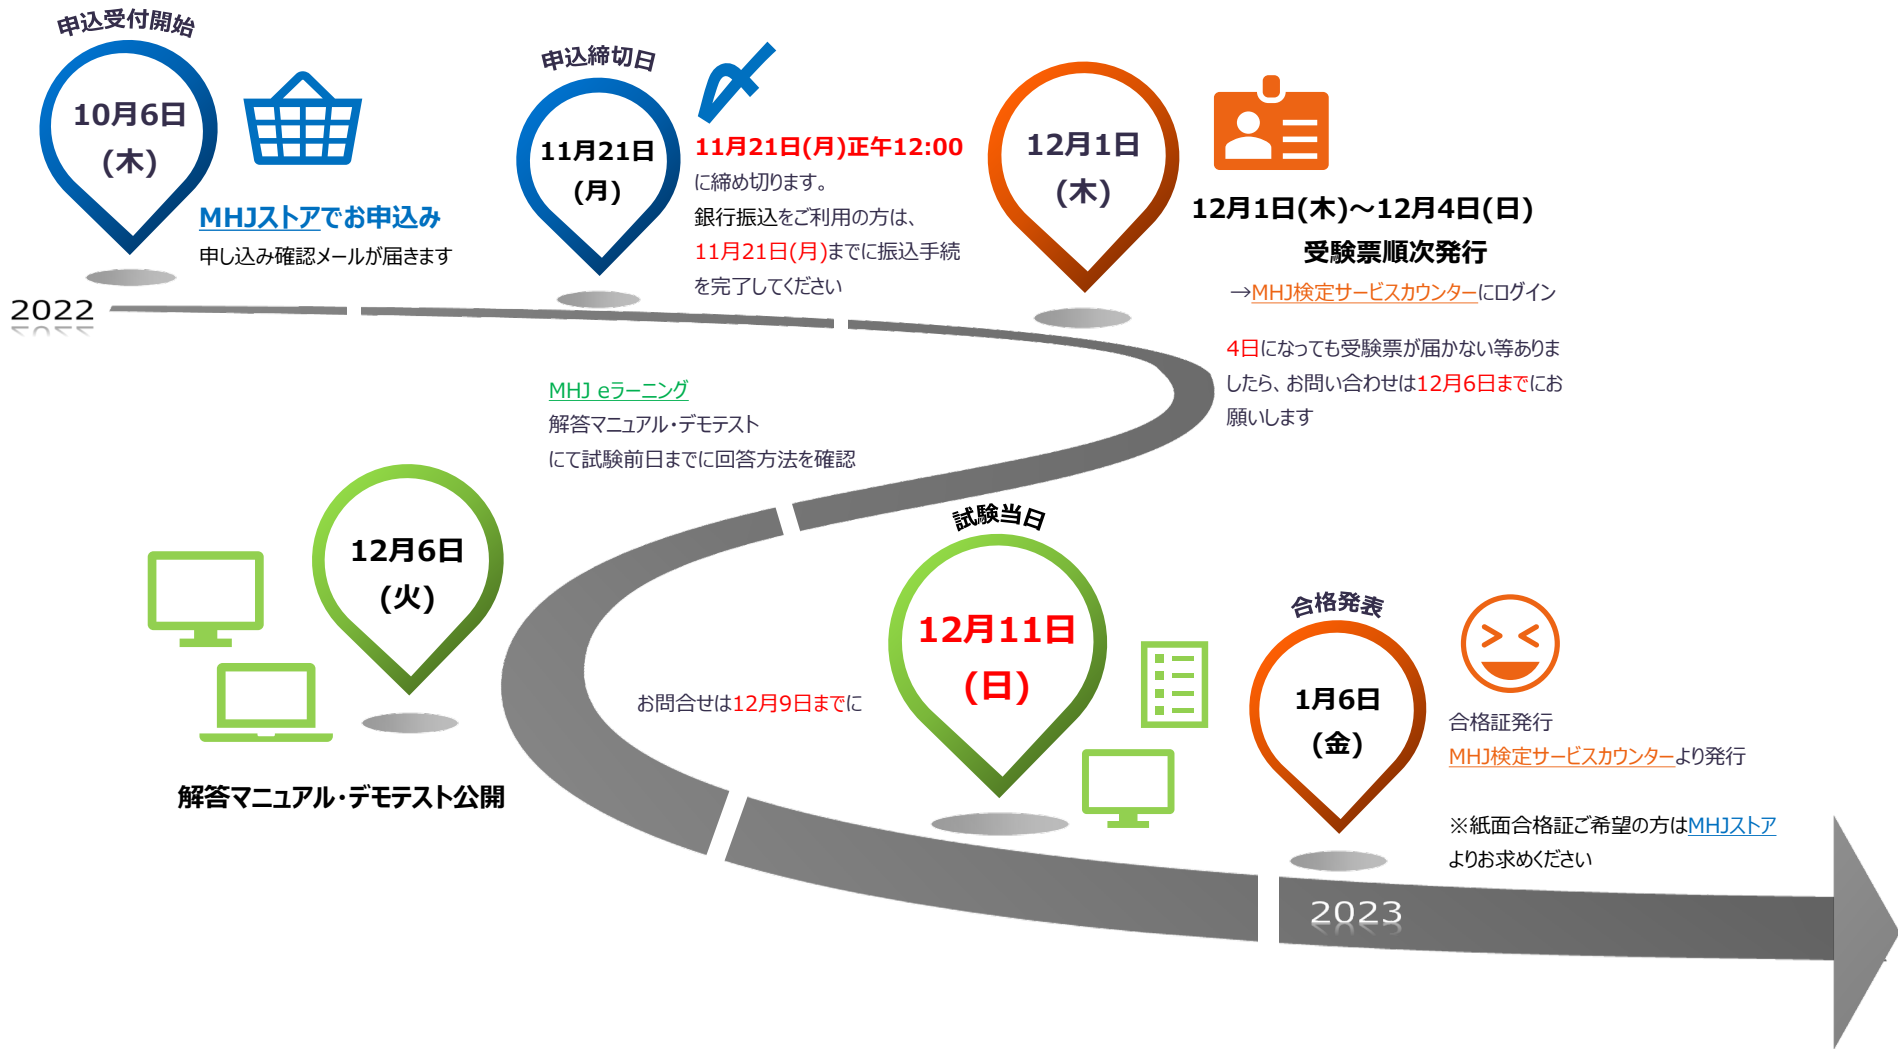 申込受付開始
10月6日
(木)
MHJストアでお申込み
申し込み確認メールが届きます
2022
申込締切日
11月21日
(月)
11月21日(月)正午12:00
に締め切ります。
銀行振込をご利用の方は、
11月21日(月)までに振込手続
を完了してください
12月1日
(木)
12月1日(木)～12月4日(日)
受験票順次発行
→MHJ検定サービスカウンターにログイン
4日になっても受験票が届かない等ありま
したら、お問い合わせは12月6日までにお
願いします
MHJ eラーニング
解答マニュアル・デモテスト
にて試験前日までに回答方法を確認
12月6日
(火)
解答マニュアル・デモテスト公開
お問合せは12月9日までに
試験当日
12月11日
(日)
合格発表
1月6日
(金)
合格証発行
MHJ検定サービスカウンターより発行
※紙面合格証ご希望の方はMHJストア
よりお求めください
2023